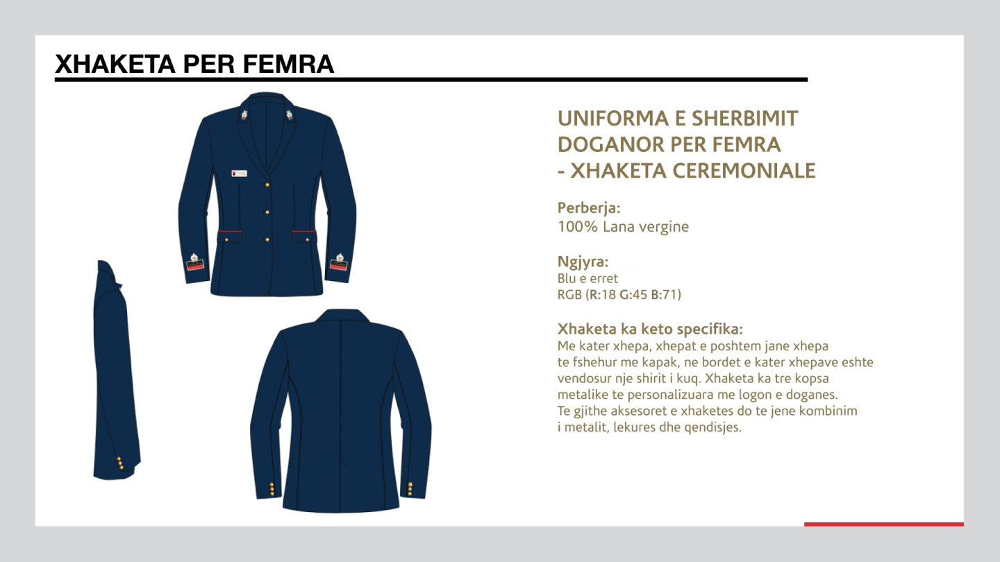 XHAKETA PER FEMRA
UNIFORMA E SHERBIMIT
DOGANOR PER FEMRA
- XHAKETA CEREMONIALE
Perberja:
100% Lana vergine
Ngjyra:
Blu e erret
RGB (R:18 G:45 B:71)
Xhaketa ka keto specifika:
Me kater xhepa, xhepat e poshtem jane xhepa
te fshehur me kapak, ne bordet e kater xhepave eshte
vendosur nje shirit i kuq. Xhaketa ka tre kopsa
metalike te personalizuara me logon e doganes.
Te gjithe aksesoret e xhaketes do te jene kombinim
i metalit, lekures dhe qendisjes.